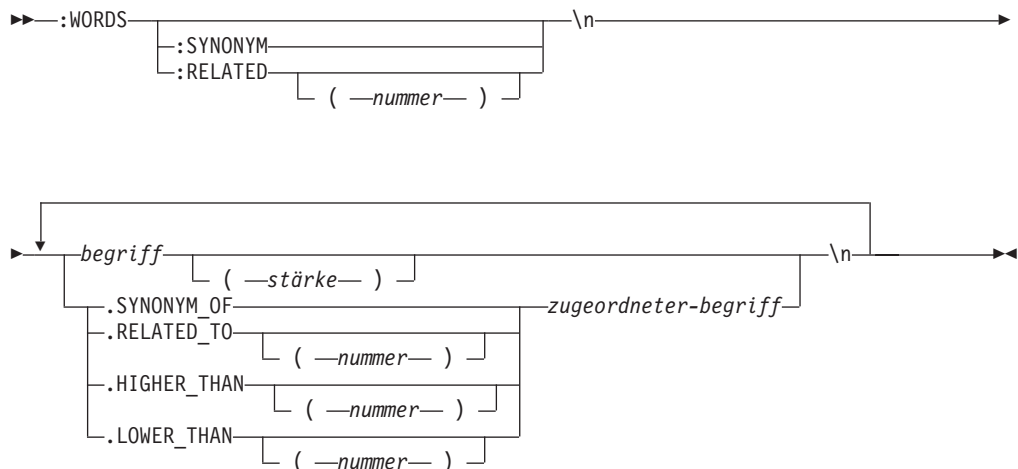 :WORDS \n
:SYNONYM
:RELATED
( nummer )
begriff \n
( stärke )
.SYNONYM_OF zugeordneter-begriff
.RELATED_TO
( nummer )
.HIGHER_THAN
( nummer )
.LOWER_THAN
( nummer )